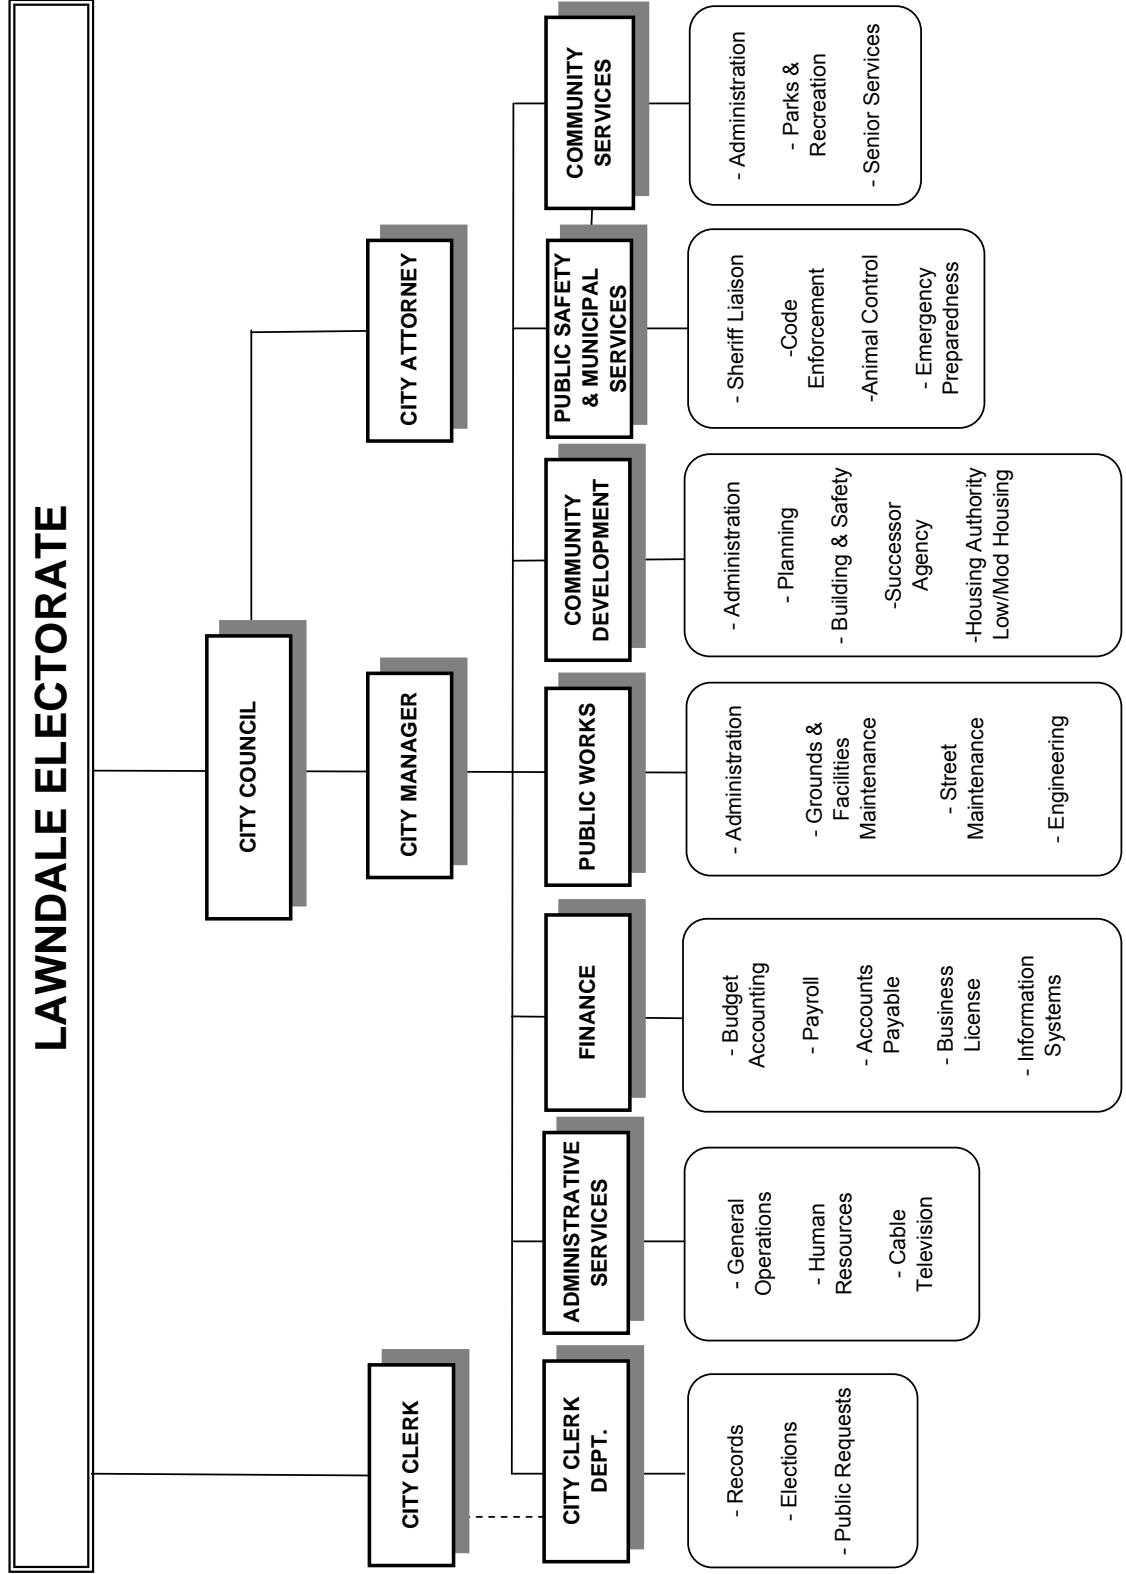 LAWNDALE ELECTORATE
CITY COUNCIL
CITY CLERK
CITY MANAGER
CITY ATTORNEY
CITY CLERK
DEPT.
ADMINISTRATIVE
SERVICES
FINANCE
PUBLIC WORKS
COMMUNITY
DEVELOPMENT
PUBLIC SAFETY
& MUNICIPAL
SERVICES
COMMUNITY
SERVICES
- Records
- Elections
- Public Requests
- General
Operations
- Human
Resources
- Cable
Television
- Budget
Accounting
- Payroll
- Accounts
Payable
- Business
License
- Information
Systems
- Administration
- Grounds &
Facilities
Maintenance
- Street
Maintenance
- Engineering
- Administration
- Planning
- Building & Safety
-Successor
Agency
-Housing Authority
Low/Mod Housing
- Sheriff Liaison
-Code
Enforcement
-Animal Control
- Emergency
Preparedness
- Administration
- Parks &
Recreation
- Senior Services